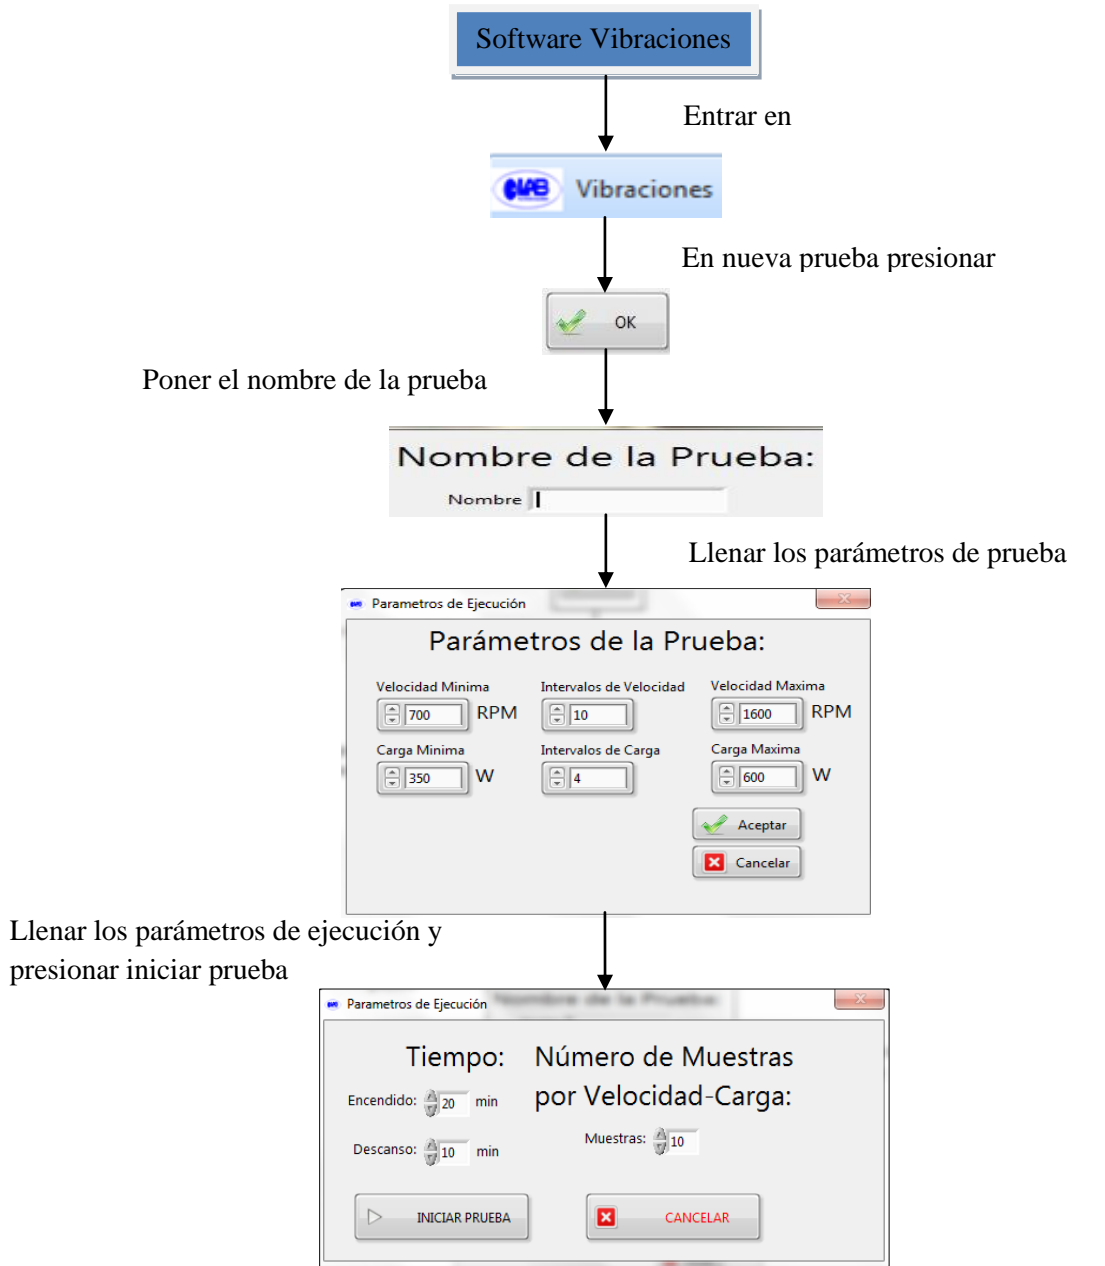 Software Vibraciones
Entrar en
Vibraciones
En nueva prueba presionar
OK
Poner el nombre de la prueba
Nombre de la Prueba:
Nombre
Llenar los parámetros de prueba
Parametros de Ejecución
Parámetros de la Prueba:
Velocidad Minima Intervalos de Velocidad Velocidad Maxima
700 RPM 10 1600 RPM
Carga Minima Intervalos de Carga Carga Maxima
350 W 4 600 W
Aceptar
Cancelar
Llenar los parámetros de ejecución y
presionar iniciar prueba
Parametros de Ejecución
Tiempo: Número de Muestras
por Velocidad-Carga:
Encendido: 20 min
Muestras: 10
Descanso: 10 min
INICIAR PRUEBA CANCELAR